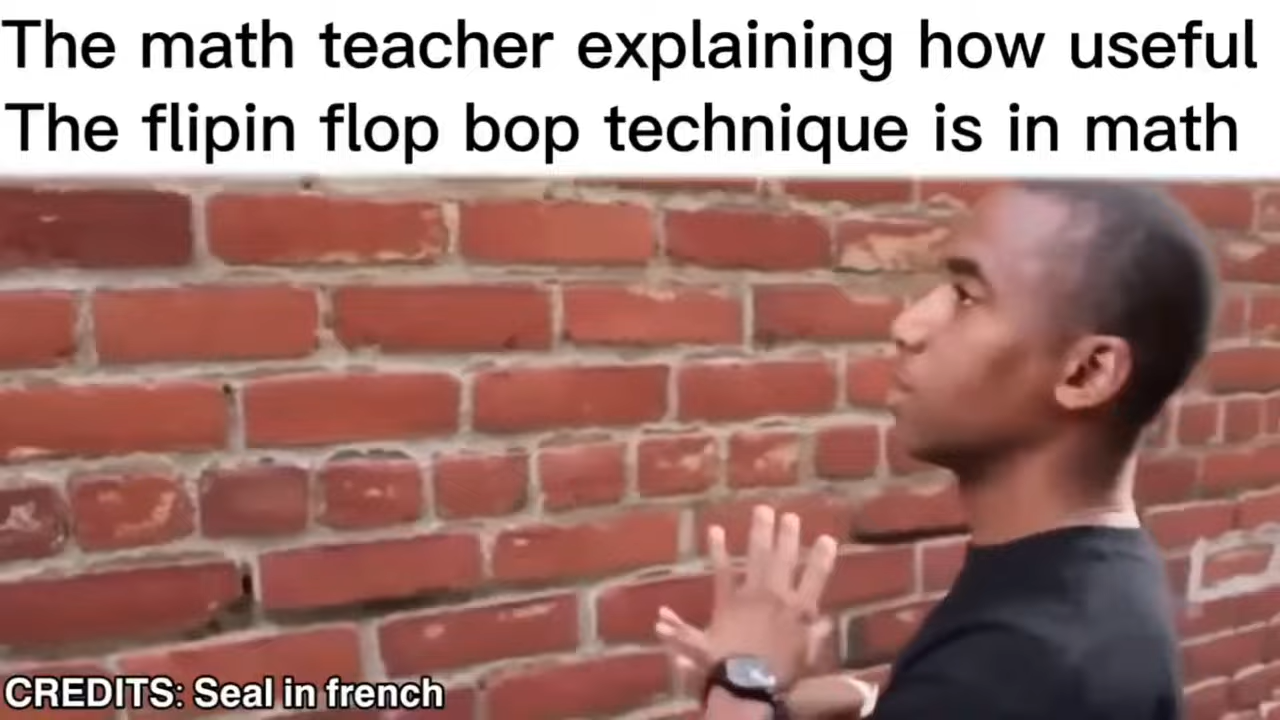 The math teacher explaining how useful
The flipin flop bop technique is in math
CREDITS: Seal in french